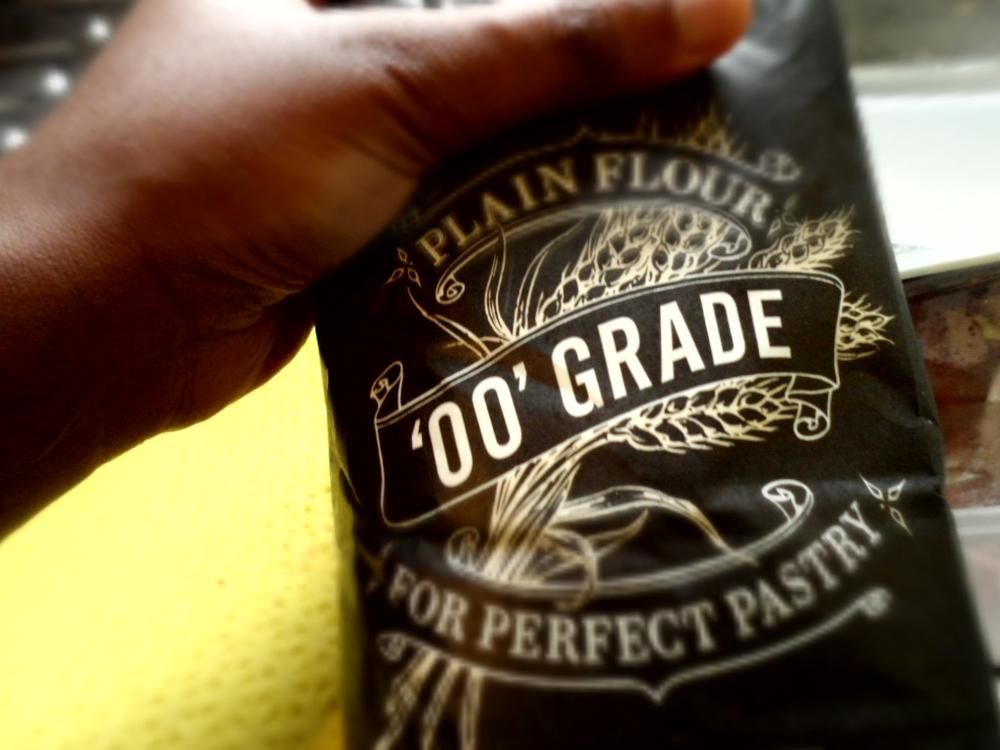 PLAIN FLOUR
‘00’ GRADE
FOR PERFECT PASTRY